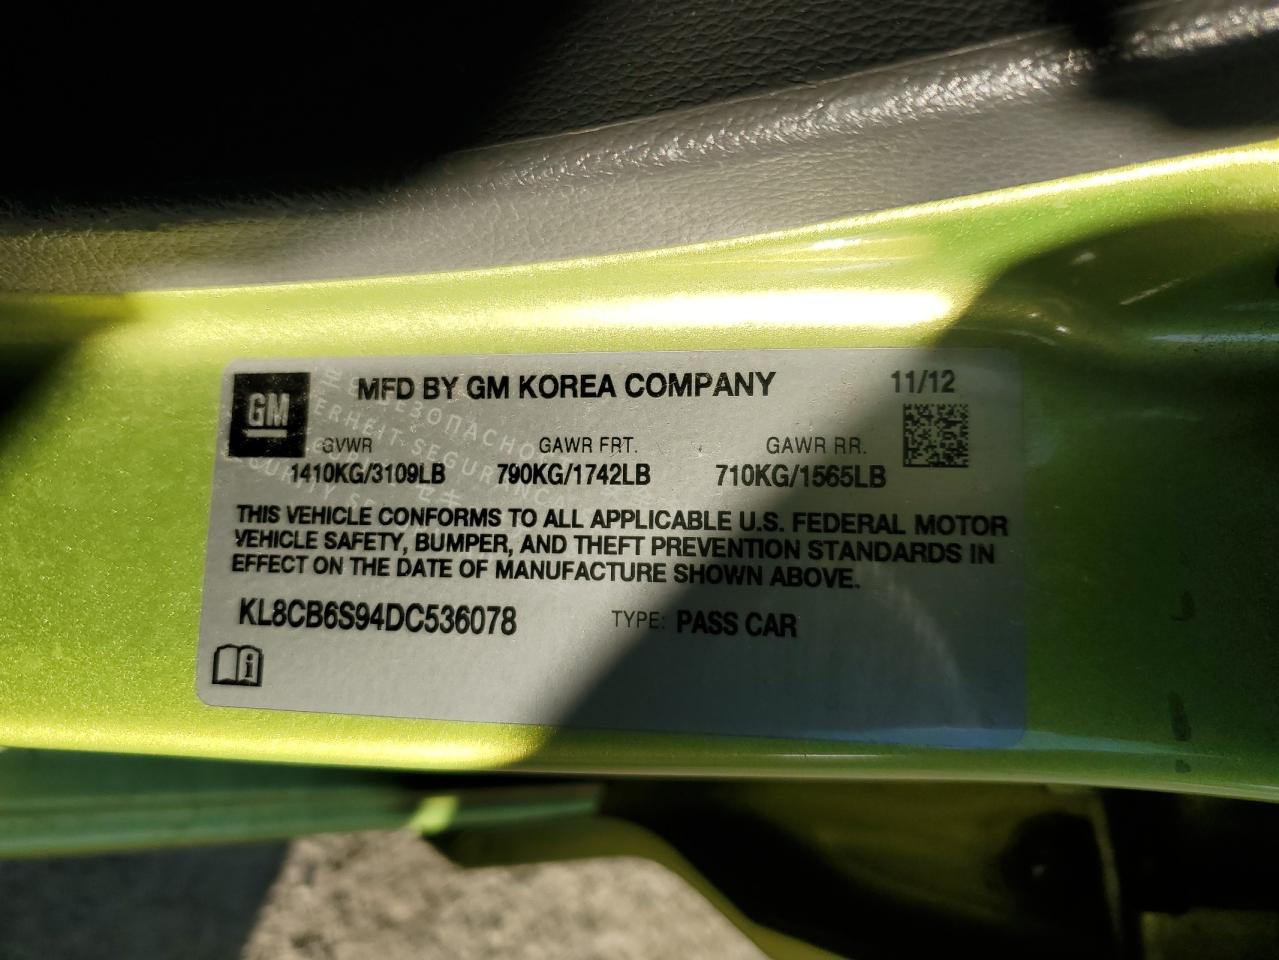 GM
MFD BY GM KOREA COMPANY 11/12
GVWR GAWR FRT. GAWR RR.
1410KG/3109LB 790KG/1742LB 710KG/1565LB
THIS VEHICLE CONFORMS TO ALL APPLICABLE U.S. FEDERAL MOTOR
VEHICLE SAFETY, BUMPER, AND THEFT PREVENTION STANDARDS IN
EFFECT ON THE DATE OF MANUFACTURE SHOWN ABOVE.
KL8CB6S94DC536078 TYPE: PASS CAR